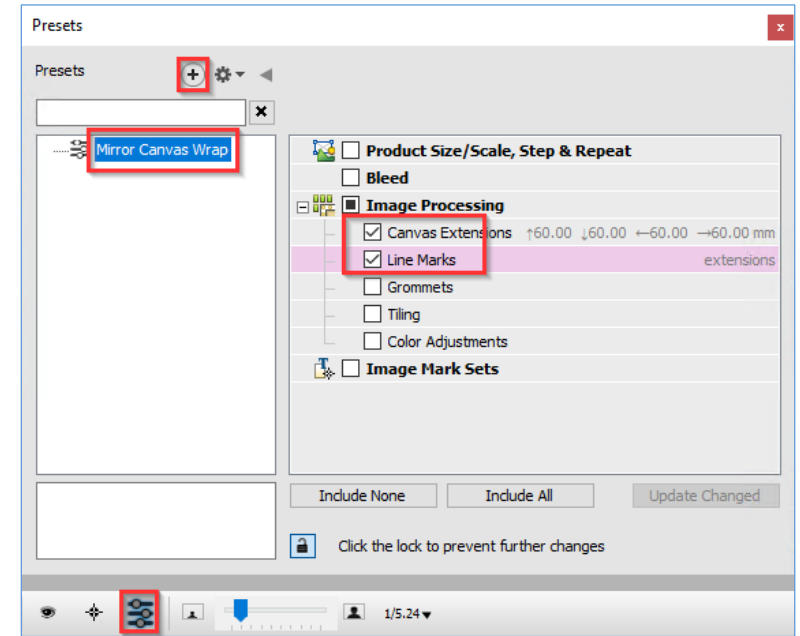 Presets
x
Presets
Mirror Canvas Wrap
Product Size/Scale, Step & Repeat
Bleed
Image Processing
Canvas Extensions ↑60.00 ↓60.00 ←60.00 →60.00 mm
Line Marks extensions
Grommets
Tiling
Color Adjustments
Image Mark Sets
Include None Include All Update Changed
Click the lock to prevent further changes
1/5.24